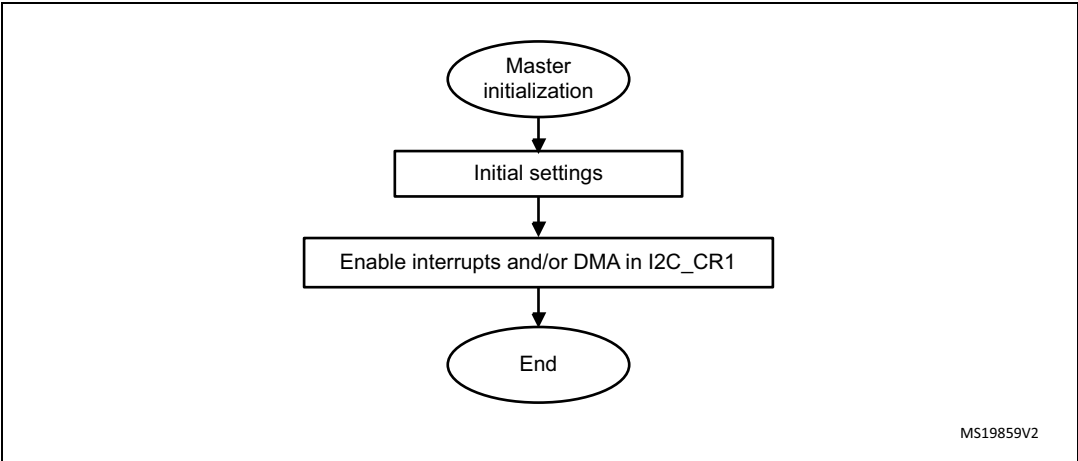 Master
initialization
Initial settings
Enable interrupts and/or DMA in I2C_CR1
End
MS19859V2